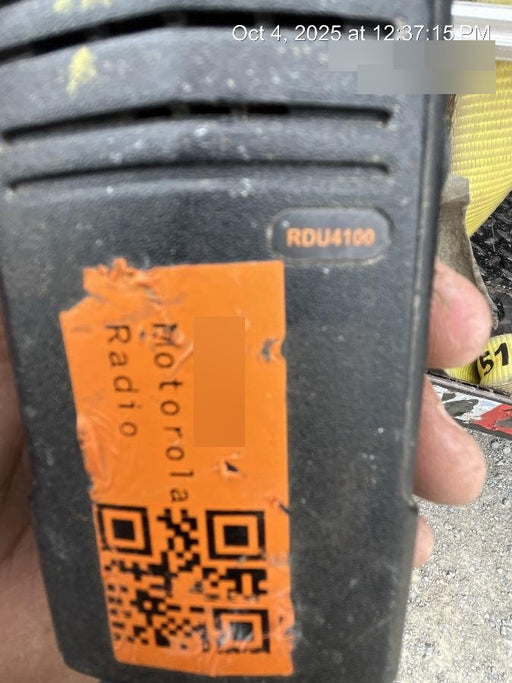 Oct 4, 2025 at 12:37:15 PM
RDU4100
Motorola
Radio
51